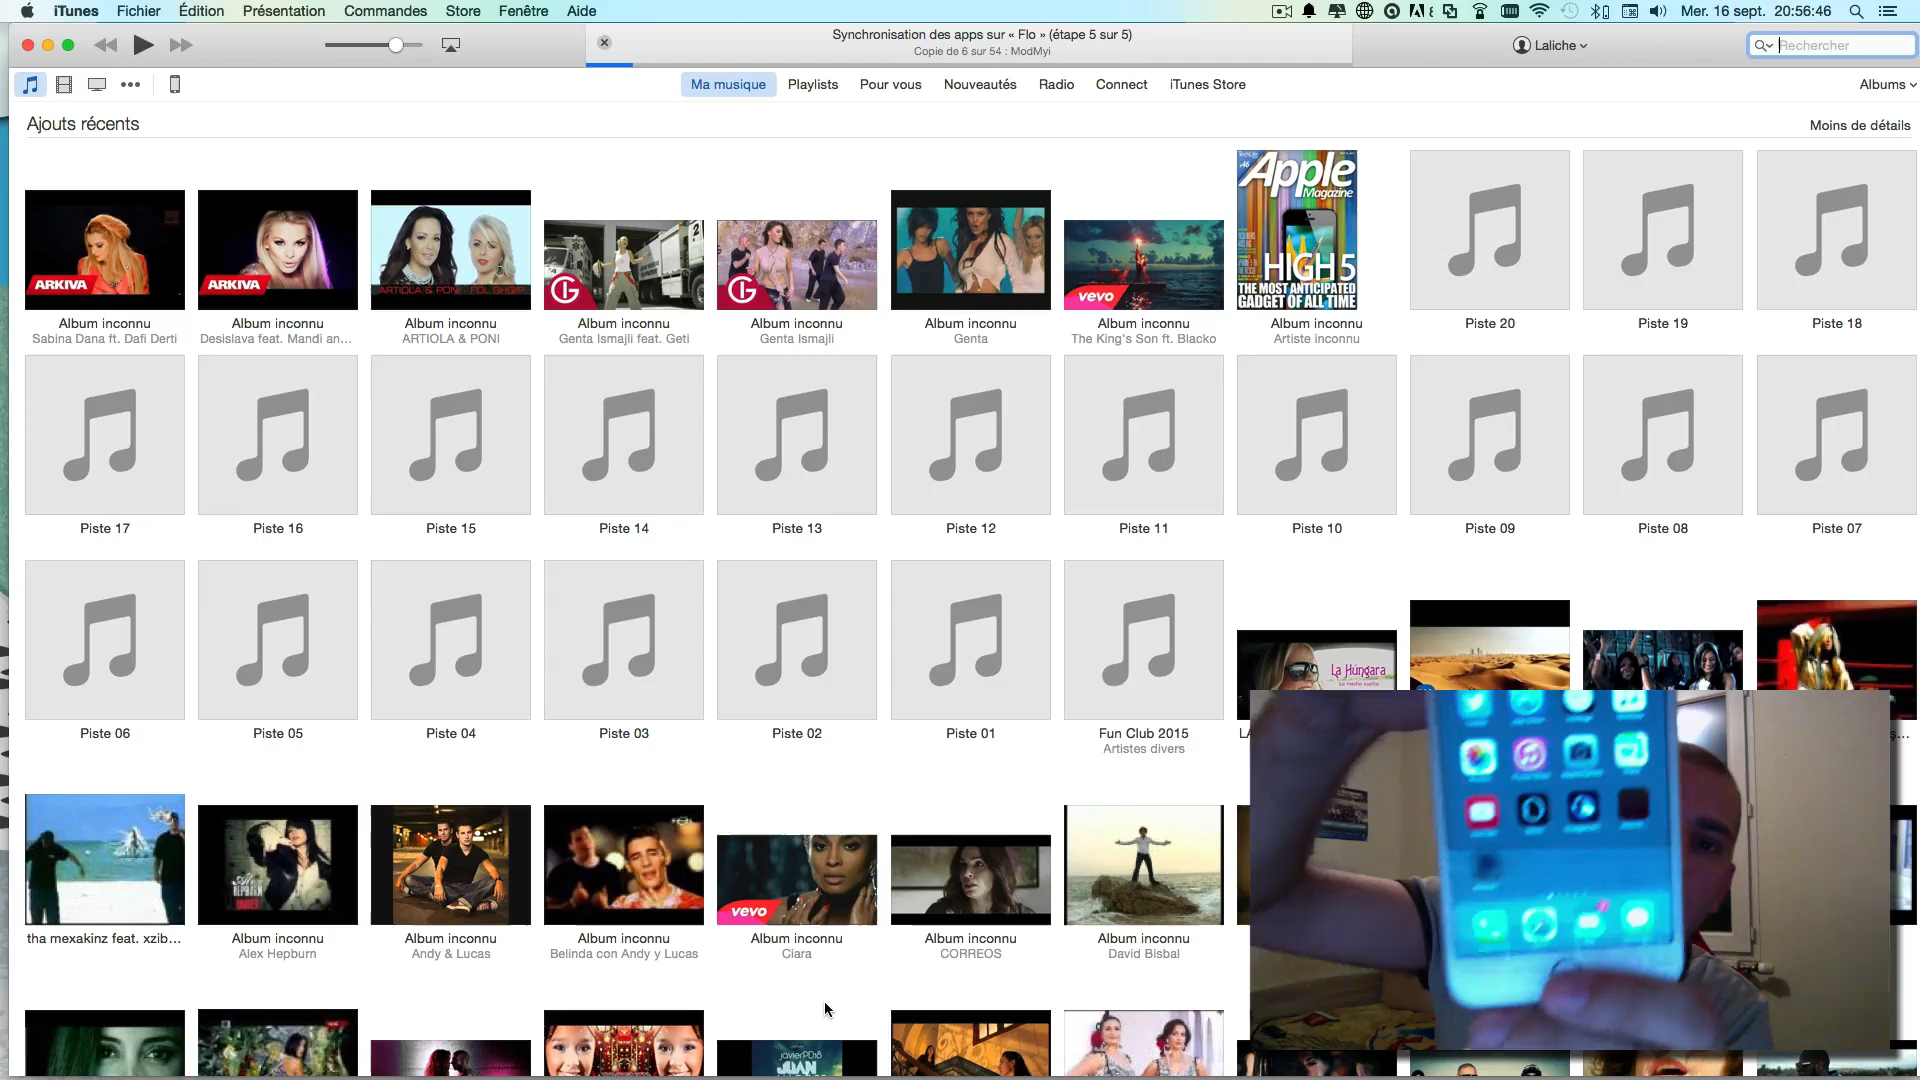 iTunes Fichier Édition Présentation Commandes Store Fenêtre Aide Mer. 16 sept. 20:56:46
Synchronisation des apps sur « Flo » (étape 5 sur 5)
Copie de 6 sur 54 : ModMyi
Laliche
Rechercher
Ma musique Playlists Pour vous Nouveautés Radio Connect iTunes Store Albums
Ajouts récents
Moins de détails
ARKIVA
ARKIVA
ARTIOLA & PONI - FOL SHQIP
vevo
Apple
Magazine
HIGH 5
THE MOST ANTICIPATED
GADGET OF ALL TIME
Album inconnu Album inconnu Album inconnu Album inconnu Album inconnu Album inconnu Album inconnu Album inconnu Piste 20 Piste 19 Piste 18
Sabina Dana ft. Dafi Derti Desislava feat. Mandi an... ARTIOLA & PONI Genta Ismajli feat. Geti Genta Ismajli Genta The King's Son ft. Blacko Artiste inconnu
Piste 17 Piste 16 Piste 15 Piste 14 Piste 13 Piste 12 Piste 11 Piste 10 Piste 09 Piste 08 Piste 07
La Húngara
La media vuelta
Piste 06 Piste 05 Piste 04 Piste 03 Piste 02 Piste 01 Fun Club 2015
Artistes divers
vevo
tha mexakinz feat. xzib... Album inconnu Album inconnu Album inconnu Album inconnu Album inconnu Album inconnu
Alex Hepburn Andy & Lucas Belinda con Andy y Lucas Ciara CORREOS David Bisbal
javierPD18
JUAN